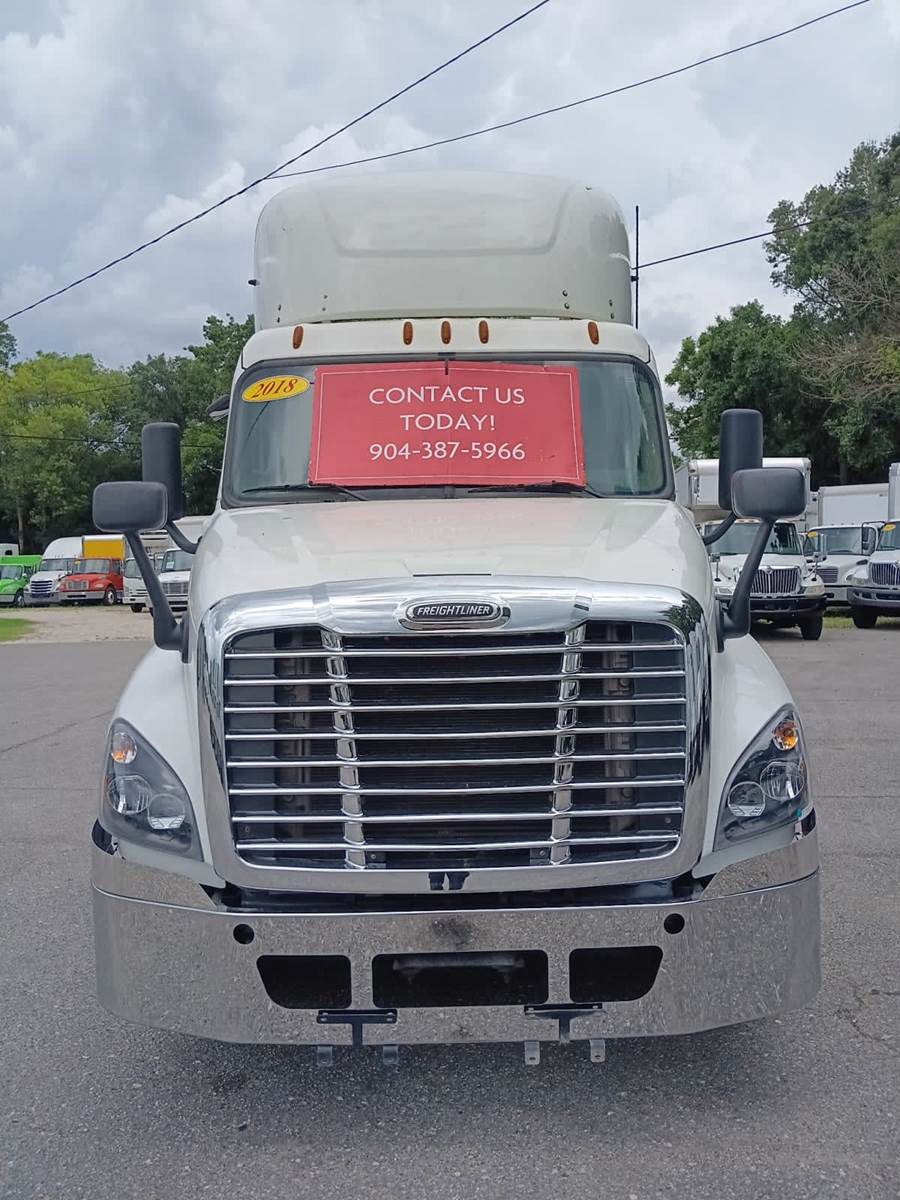 2018
CONTACT US
TODAY!
904-387-5966
FREIGHTLINER